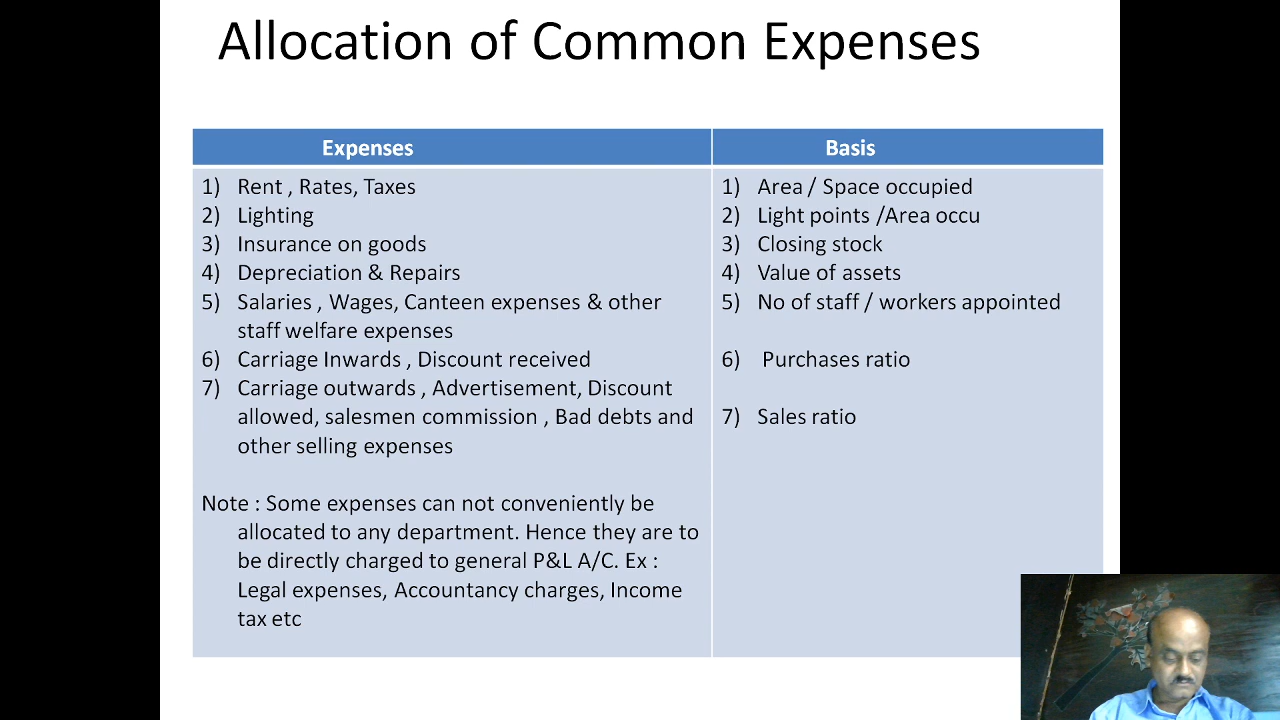 Allocation of Common Expenses
Expenses
Basis
1) Rent , Rates, Taxes
2) Lighting
3) Insurance on goods
4) Depreciation & Repairs
5) Salaries , Wages, Canteen expenses & other
staff welfare expenses
6) Carriage Inwards , Discount received
7) Carriage outwards , Advertisement, Discount
allowed, salesmen commission , Bad debts and
other selling expenses
Note : Some expenses can not conveniently be
allocated to any department. Hence they are to
be directly charged to general P&L A/C. Ex :
Legal expenses, Accountancy charges, Income
tax etc
1) Area / Space occupied
2) Light points /Area occu
3) Closing stock
4) Value of assets
5) No of staff / workers appointed
6) Purchases ratio
7) Sales ratio